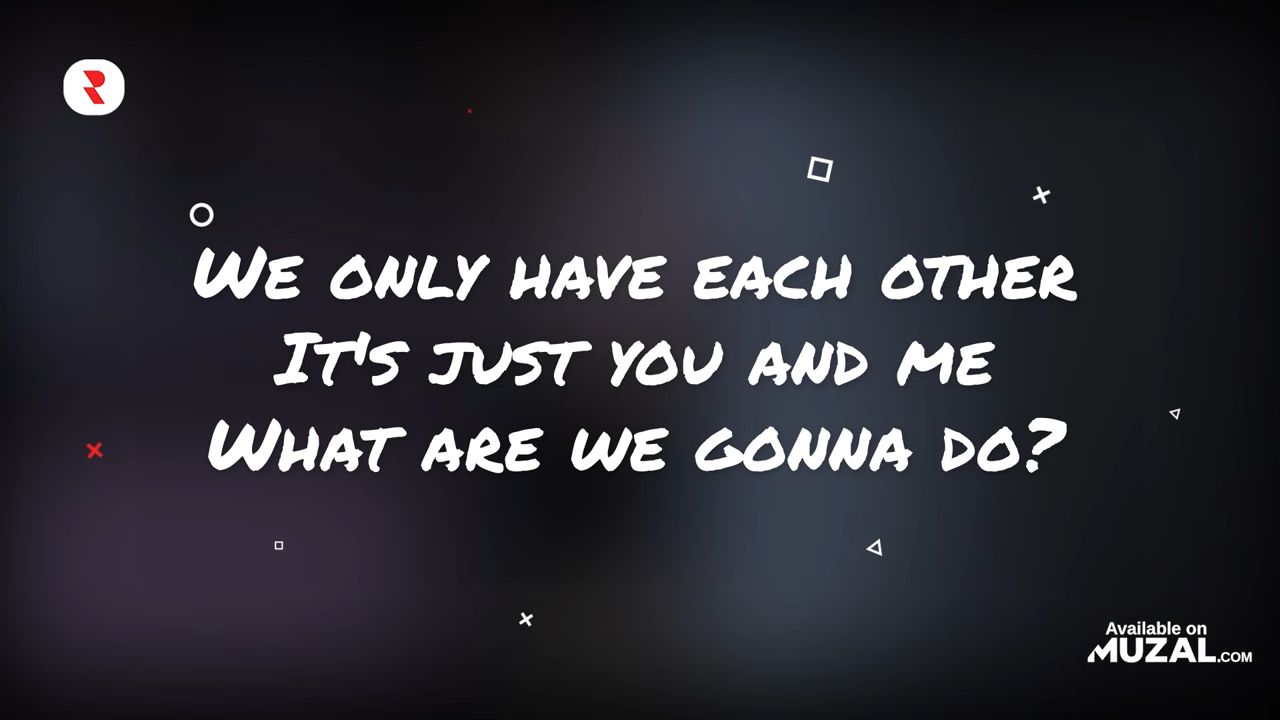 We only have each other
It's just you and me
What are we gonna do?
Available on
MUZAL.COM